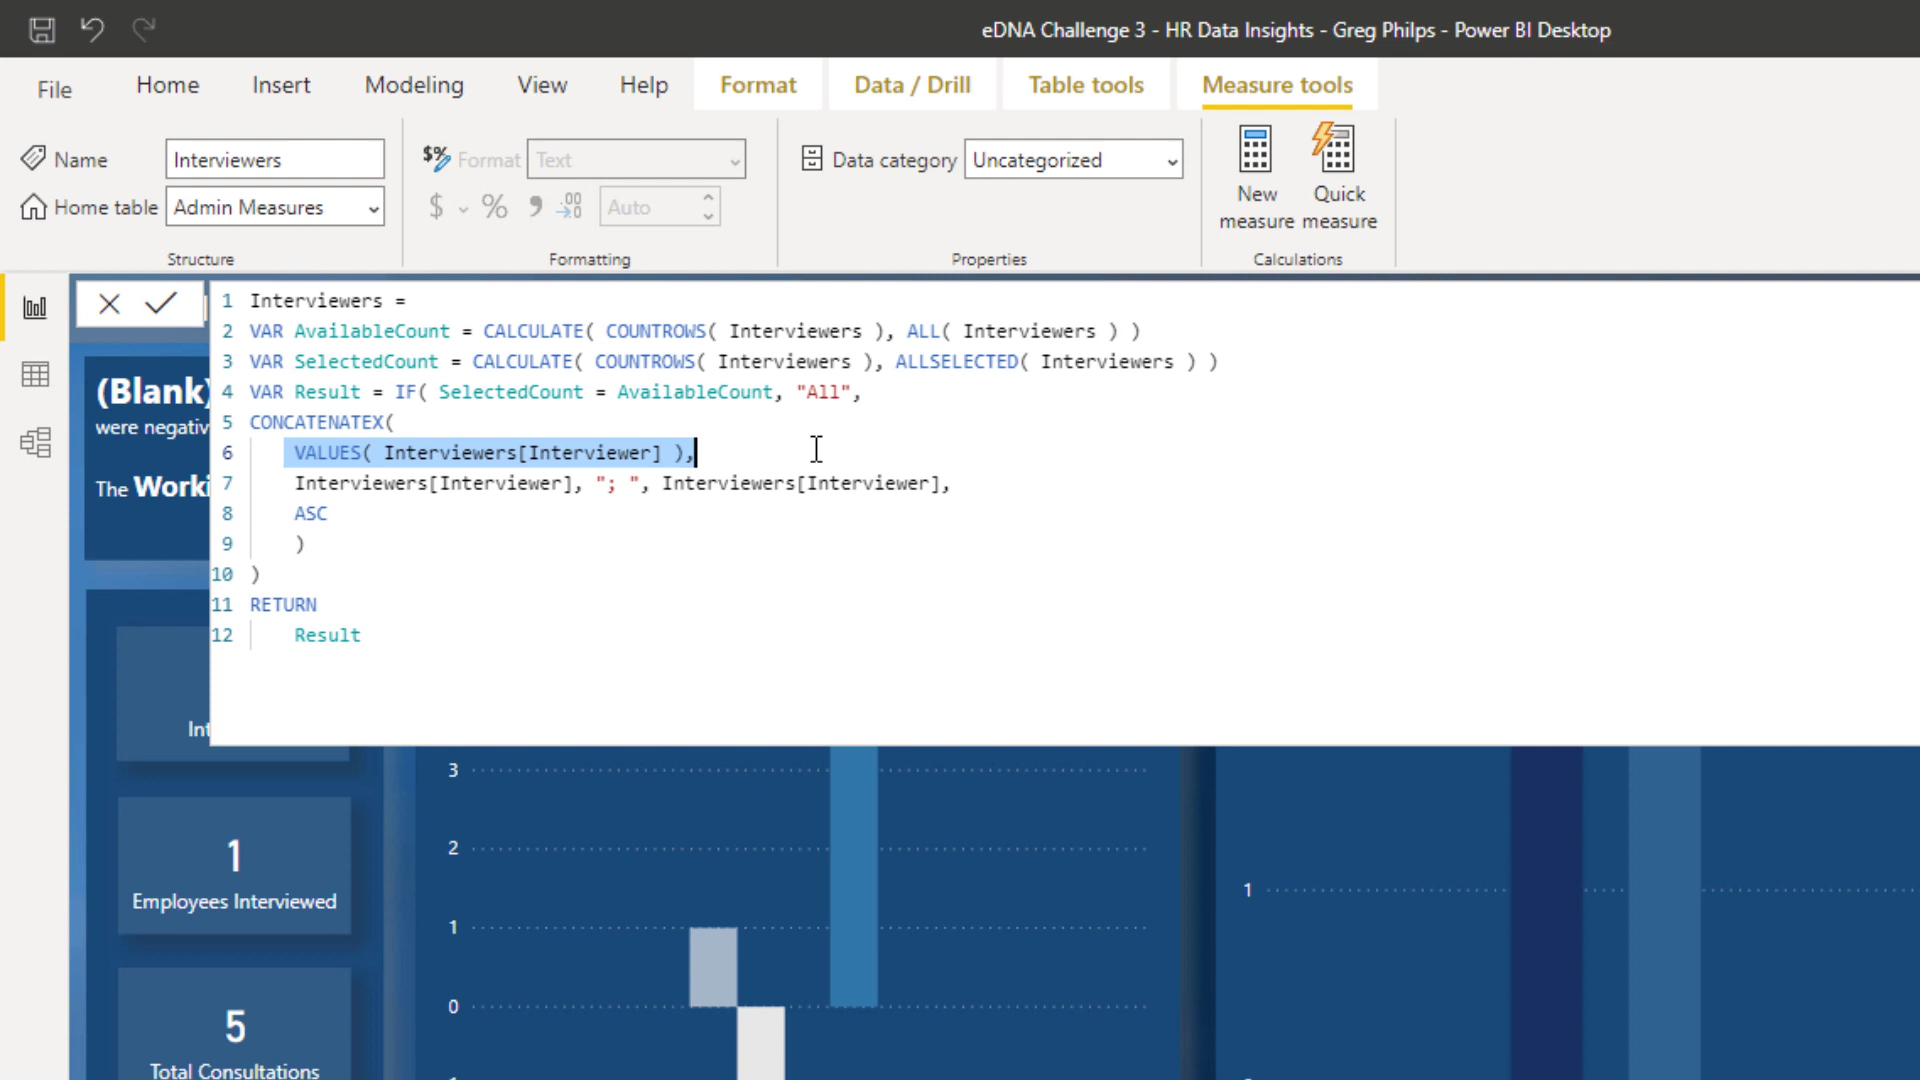 eDNA Challenge 3 - HR Data Insights - Greg Philps - Power BI Desktop
File Home Insert Modeling View Help Format Data / Drill Table tools Measure tools
Name Interviewers
Home table Admin Measures
Structure
$% Format Text
$ % 9 .00 Auto
Formatting
Data category Uncategorized
Properties
New measure
Quick measure
Calculations
1 Interviewers =
2 VAR AvailableCount = CALCULATE( COUNTROWS( Interviewers ), ALL( Interviewers ) )
3 VAR SelectedCount = CALCULATE( COUNTROWS( Interviewers ), ALLSELECTED( Interviewers ) )
4 VAR Result = IF( SelectedCount = AvailableCount, "All",
5 CONCATENATEX(
6 VALUES( Interviewers[Interviewer] ),
7 Interviewers[Interviewer], "; ", Interviewers[Interviewer],
8 ASC
9 )
10 )
11 RETURN
12 Result
(Blank)
were negativ
The Worki
Int
1
Employees Interviewed
5
Total Consultations
3
2
1
0
1